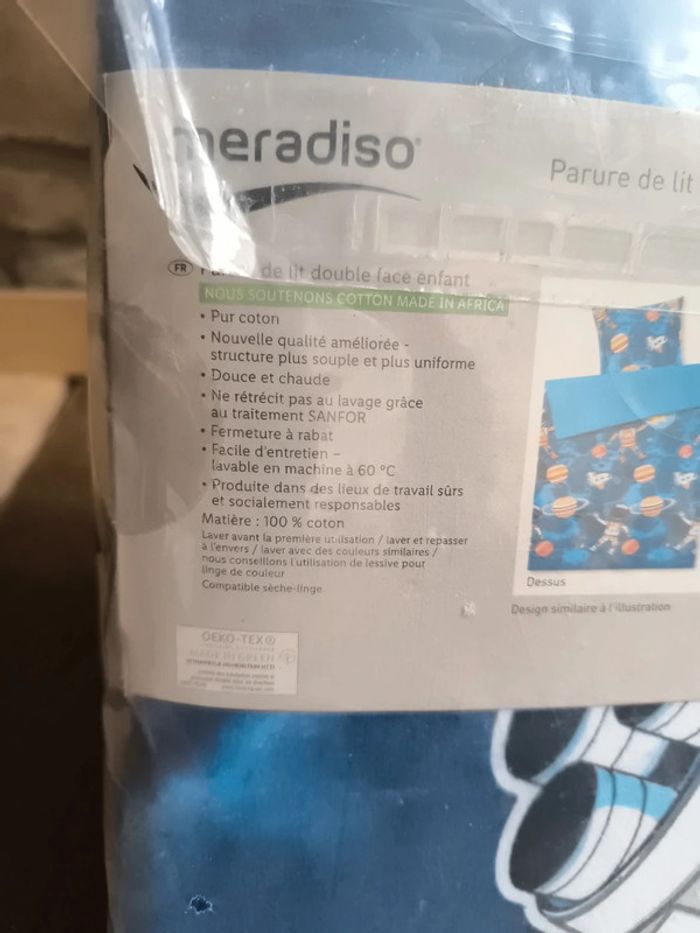 meradiso
Parure de lit
FR
de lit double face enfant
NOUS SOUTENONS COTTON MADE IN AFRICA
• Pur coton
• Nouvelle qualité améliorée –
structure plus souple et plus uniforme
• Douce et chaude
• Ne rétrécit pas au lavage grâce
au traitement SANFOR
• Fermeture à rabat
• Facile d'entretien –
lavable en machine à 60 °C
• Produite dans des lieux de travail sûrs
et socialement responsables
Matière : 100 % coton
Laver avant la première utilisation / laver et repasser
à l'envers / laver avec des couleurs similaires /
nous conseillons l'utilisation de lessive pour
linge de couleur
Compatible sèche-linge
Dessus
Design similaire à l'illustration
OEKO-TEX®
MADE IN GREEN